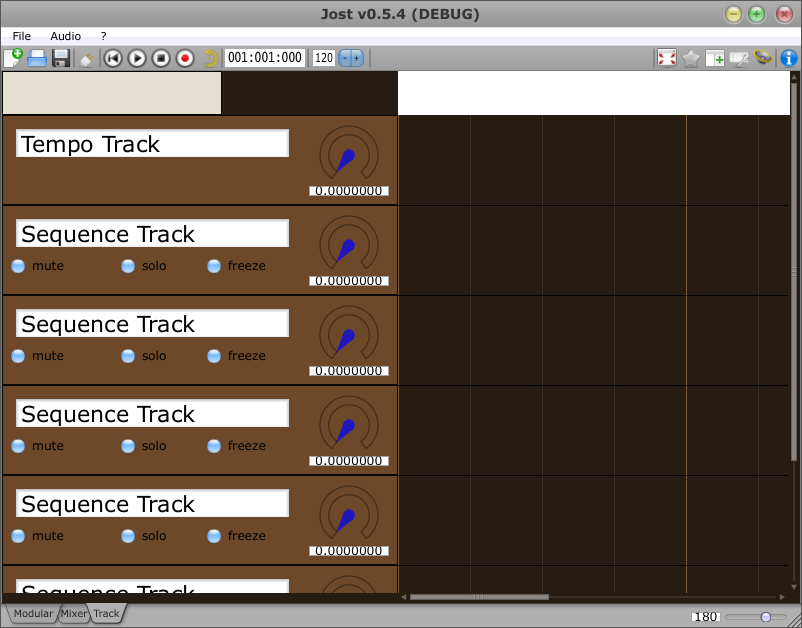 Jost v0.5.4 (DEBUG)
File Audio ?
001:001:000 120 - +
Tempo Track
0.0000000
Sequence Track
mute solo freeze
0.0000000
Sequence Track
mute solo freeze
0.0000000
Sequence Track
mute solo freeze
0.0000000
Sequence Track
mute solo freeze
0.0000000
Sequence Track
Modular Mixer Track
180